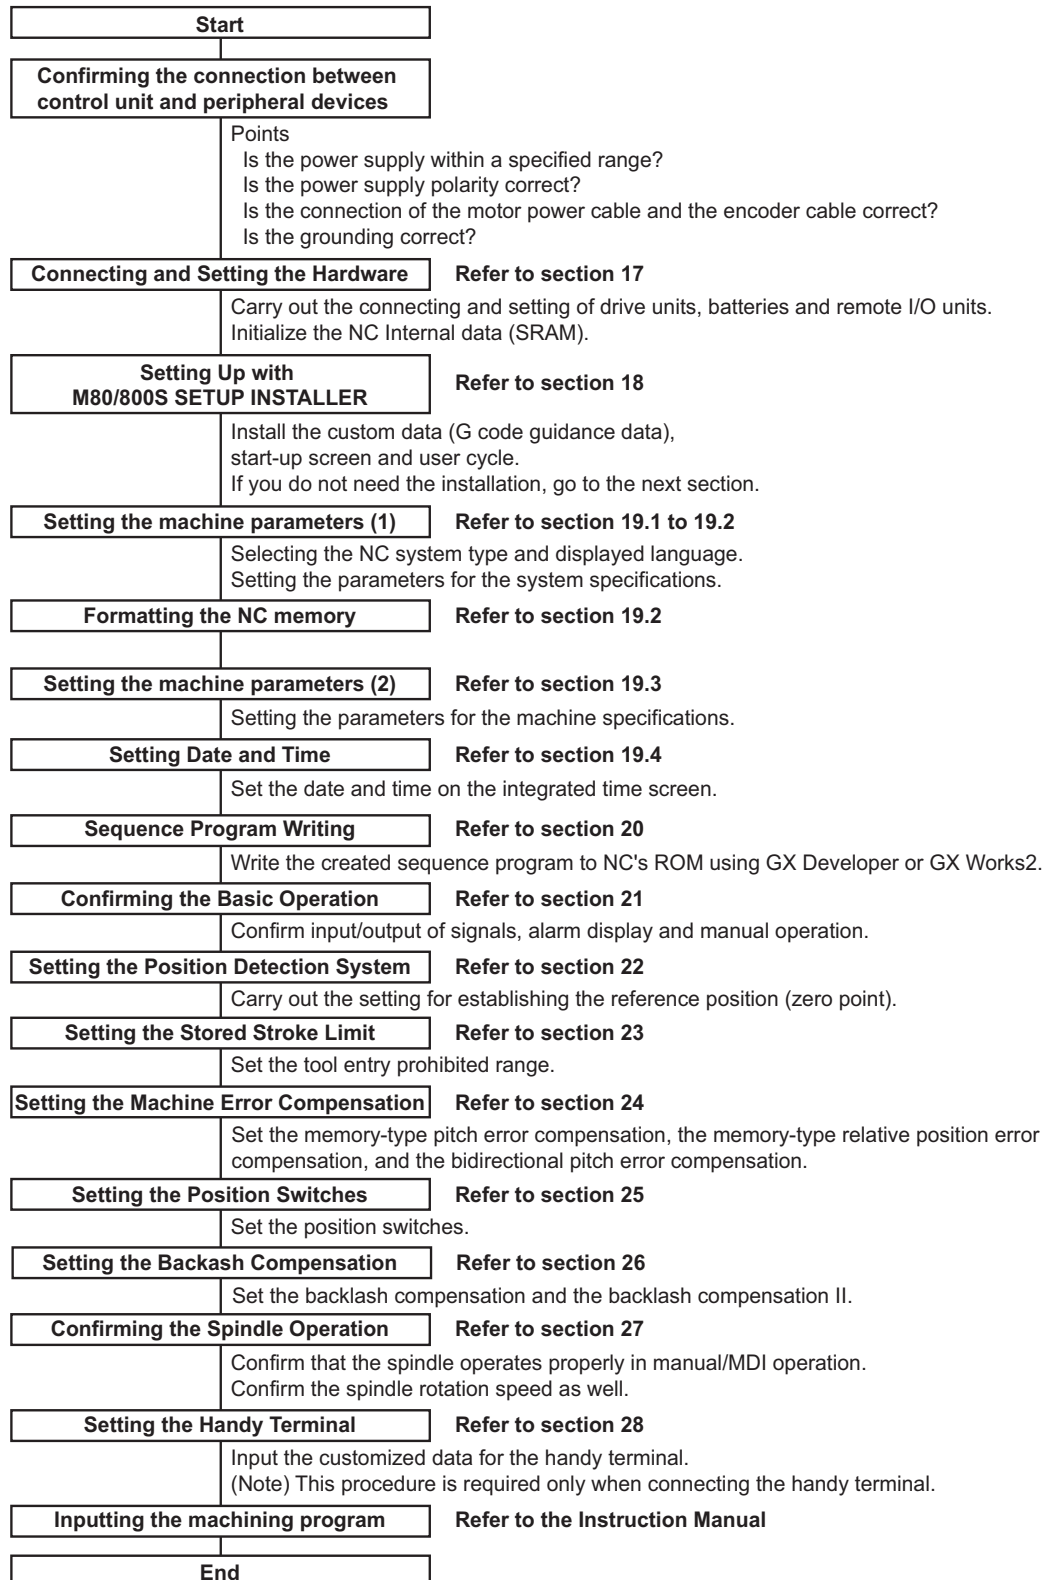 Start
Confirming the connection between
control unit and peripheral devices
Points
Is the power supply within a specified range?
Is the power supply polarity correct?
Is the connection of the motor power cable and the encoder cable correct?
Is the grounding correct?
Connecting and Setting the Hardware Refer to section 17
Carry out the connecting and setting of drive units, batteries and remote I/O units.
Initialize the NC Internal data (SRAM).
Setting Up with
M80/800S SETUP INSTALLER Refer to section 18
Install the custom data (G code guidance data),
start-up screen and user cycle.
If you do not need the installation, go to the next section.
Setting the machine parameters (1) Refer to section 19.1 to 19.2
Selecting the NC system type and displayed language.
Setting the parameters for the system specifications.
Formatting the NC memory Refer to section 19.2
Setting the machine parameters (2) Refer to section 19.3
Setting the parameters for the machine specifications.
Setting Date and Time Refer to section 19.4
Set the date and time on the integrated time screen.
Sequence Program Writing Refer to section 20
Write the created sequence program to NC's ROM using GX Developer or GX Works2.
Confirming the Basic Operation Refer to section 21
Confirm input/output of signals, alarm display and manual operation.
Setting the Position Detection System Refer to section 22
Carry out the setting for establishing the reference position (zero point).
Setting the Stored Stroke Limit Refer to section 23
Set the tool entry prohibited range.
Setting the Machine Error Compensation Refer to section 24
Set the memory-type pitch error compensation, the memory-type relative position error
compensation, and the bidirectional pitch error compensation.
Setting the Position Switches Refer to section 25
Set the position switches.
Setting the Backash Compensation Refer to section 26
Set the backlash compensation and the backlash compensation II.
Confirming the Spindle Operation Refer to section 27
Confirm that the spindle operates properly in manual/MDI operation.
Confirm the spindle rotation speed as well.
Setting the Handy Terminal Refer to section 28
Input the customized data for the handy terminal.
(Note) This procedure is required only when connecting the handy terminal.
Inputting the machining program Refer to the Instruction Manual
End